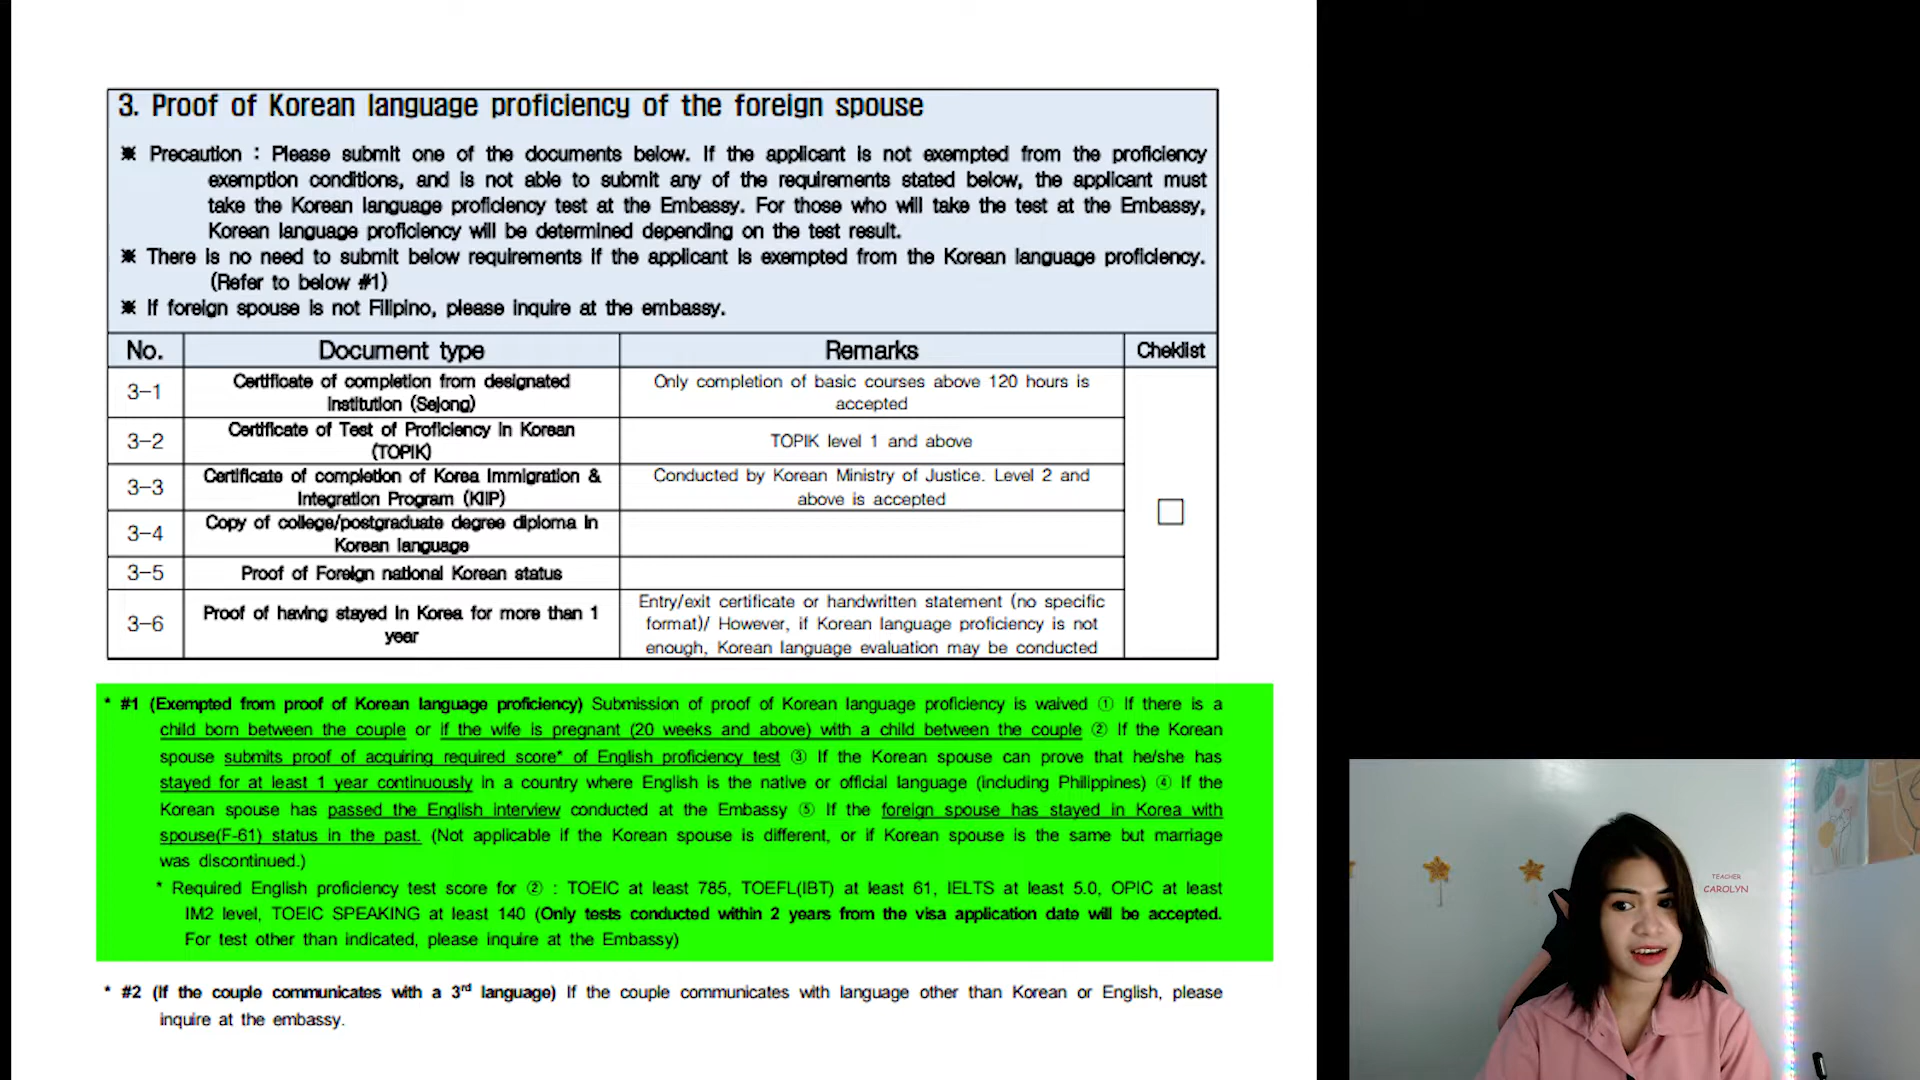 3. Proof of Korean language proficiency of the foreign spouse
※ Precaution : Please submit one of the documents below. If the applicant is not exempted from the proficiency
exemption conditions, and is not able to submit any of the requirements stated below, the applicant must
take the Korean language proficiency test at the Embassy. For those who will take the test at the Embassy,
Korean language proficiency will be determined depending on the test result.
※ There is no need to submit below requirements if the applicant is exempted from the Korean language proficiency.
(Refer to below #1)
※ If foreign spouse is not Filipino, please inquire at the embassy.
No. Document type Remarks Cheklist
3-1 Certificate of completion from designated
institution (Sejong)
Only completion of basic courses above 120 hours is
accepted
3-2 Certificate of Test of Proficiency in Korean
(TOPIK)
TOPIK level 1 and above
3-3 Certificate of completion of Korea Immigration &
Integration Program (KIIP)
Conducted by Korean Ministry of Justice. Level 2 and
above is accepted
3-4 Copy of college/postgraduate degree diploma in
Korean language
3-5 Proof of Foreign national Korean status
3-6 Proof of having stayed in Korea for more than 1
year
Entry/exit certificate or handwritten statement (no specific
format)/ However, if Korean language proficiency is not
enough, Korean language evaluation may be conducted
* #1 (Exempted from proof of Korean language proficiency) Submission of proof of Korean language proficiency is waived ① If there is a
child born between the couple or if the wife is pregnant (20 weeks and above) with a child between the couple ② If the Korean
spouse submits proof of acquiring required score* of English proficiency test ③ If the Korean spouse can prove that he/she has
stayed for at least 1 year continuously in a country where English is the native or official language (including Philippines) ④ If the
Korean spouse has passed the English interview conducted at the Embassy ⑤ If the foreign spouse has stayed in Korea with
spouse(F-61) status in the past. (Not applicable if the Korean spouse is different, or if Korean spouse is the same but marriage
was discontinued.)
* Required English proficiency test score for ② : TOEIC at least 785, TOEFL(IBT) at least 61, IELTS at least 5.0, OPIC at least
IM2 level, TOEIC SPEAKING at least 140 (Only tests conducted within 2 years from the visa application date will be accepted.
For test other than indicated, please inquire at the Embassy)
* #2 (If the couple communicates with a 3rd language) If the couple communicates with language other than Korean or English, please
inquire at the embassy.
TEACHER
CAROLYN